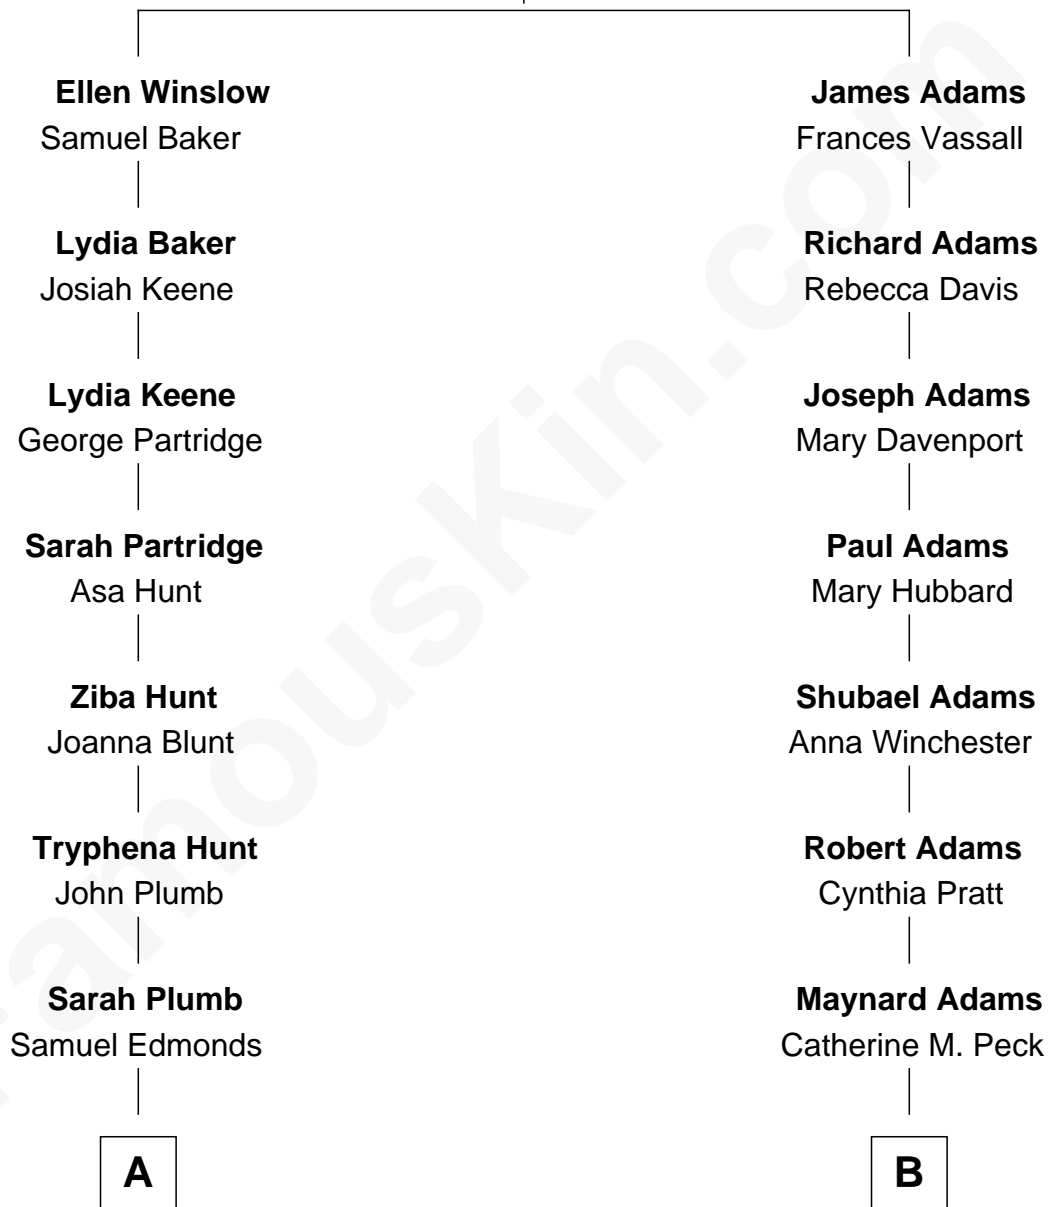 Ellen Winslow
Samuel Baker
Lydia Baker
Josiah Keene
Lydia Keene
George Partridge
Sarah Partridge
Asa Hunt
Ziba Hunt
Joanna Blunt
Tryphena Hunt
John Plumb
Sarah Plumb
Samuel Edmonds
A
James Adams
Frances Vassall
Richard Adams
Rebecca Davis
Joseph Adams
Mary Davenport
Paul Adams
Mary Hubbard
Shubael Adams
Anna Winchester
Robert Adams
Cynthia Pratt
Maynard Adams
Catherine M. Peck
B
FamousKin.com